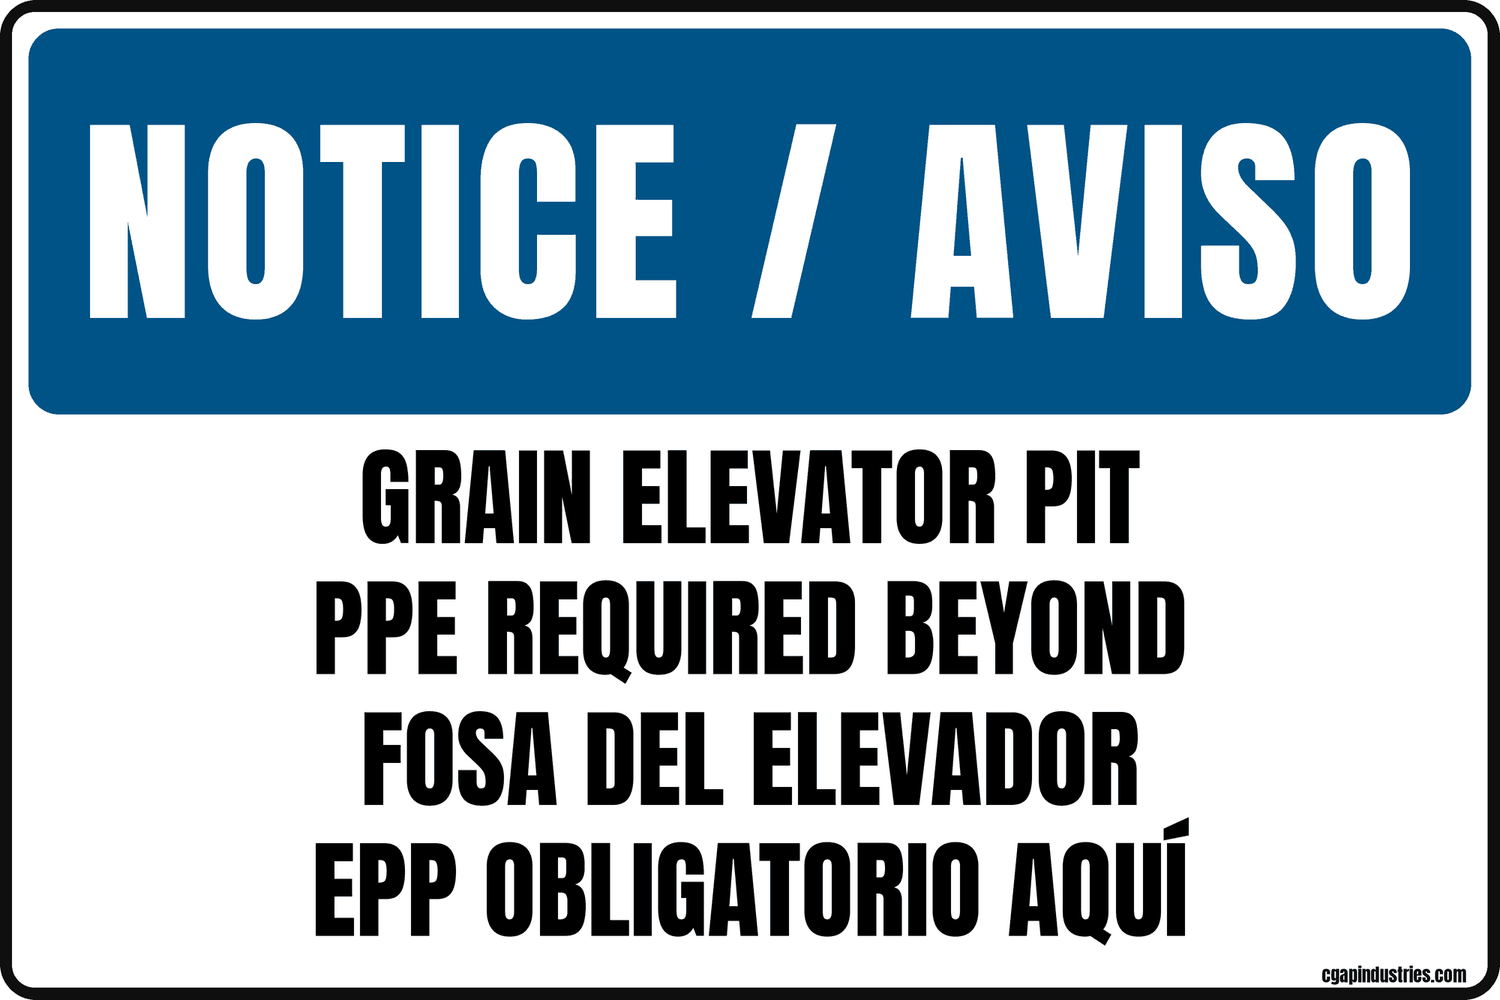 NOTICE / AVISO
GRAIN ELEVATOR PIT
PPE REQUIRED BEYOND
FOSA DEL ELEVADOR
EPP OBLIGATORIO AQUÍ
cgapindustries.com